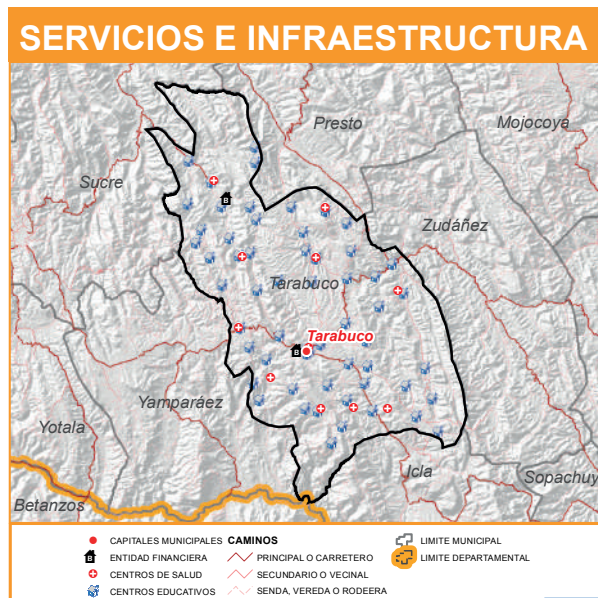 SERVICIOS E INFRAESTRUCTURA
Presto
Mojocoya
Sucre
Zudáñez
Tarabuco
Tarabuco
Yamparáez
Yotala
Icla
Sopachuy
Betanzos
CAPITALES MUNICIPALES
ENTIDAD FINANCIERA
CENTROS DE SALUD
CENTROS EDUCATIVOS
CAMINOS
PRINCIPAL O CARRETERO
SECUNDARIO O VECINAL
SENDA, VEREDA O RODEERA
LIMITE MUNICIPAL
LIMITE DEPARTAMENTAL